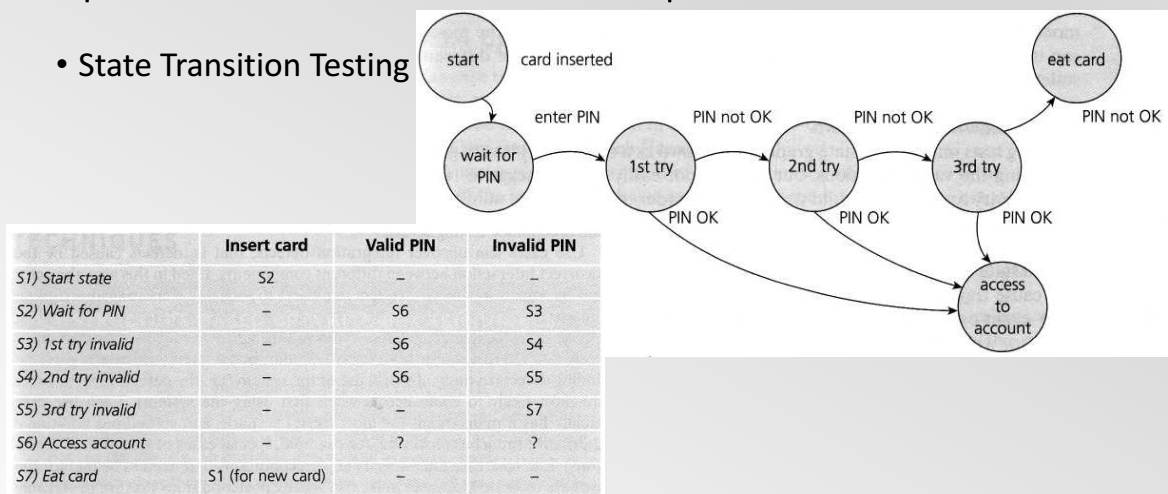 • State Transition Testing
start
card inserted
eat card
enter PIN
PIN not OK
PIN not OK
PIN not OK
wait for
PIN
1st try
2nd try
3rd try
PIN OK
PIN OK
PIN OK
access
to
account
Insert card Valid PIN Invalid PIN
S1) Start state S2 – –
S2) Wait for PIN – S6 S3
S3) 1st try invalid – S6 S4
S4) 2nd try invalid – S6 S5
S5) 3rd try invalid – – S7
S6) Access account – ? ?
S7) Eat card S1 (for new card) – –